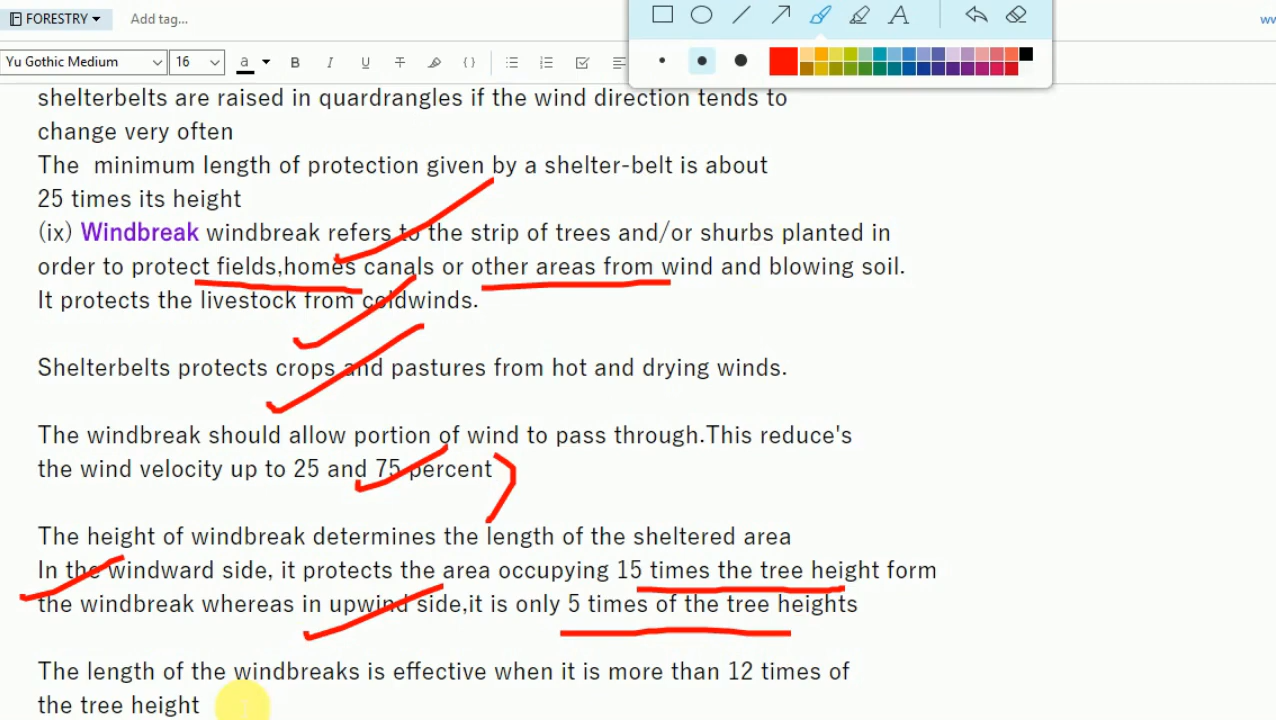 FORESTRY Add tag... ww
Yu Gothic Medium 16 a B I U T { } A
shelterbelts are raised in quardrangles if the wind direction tends to
change very often
The minimum length of protection given by a shelter-belt is about
25 times its height
(ix) Windbreak windbreak refers to the strip of trees and/or shurbs planted in
order to protect fields,homes canals or other areas from wind and blowing soil.
It protects the livestock from coldwinds.
Shelterbelts protects crops and pastures from hot and drying winds.
The windbreak should allow portion of wind to pass through.This reduce's
the wind velocity up to 25 and 75 percent
The height of windbreak determines the length of the sheltered area
In the windward side, it protects the area occupying 15 times the tree height form
the windbreak whereas in upwind side,it is only 5 times of the tree heights
The length of the windbreaks is effective when it is more than 12 times of
the tree height